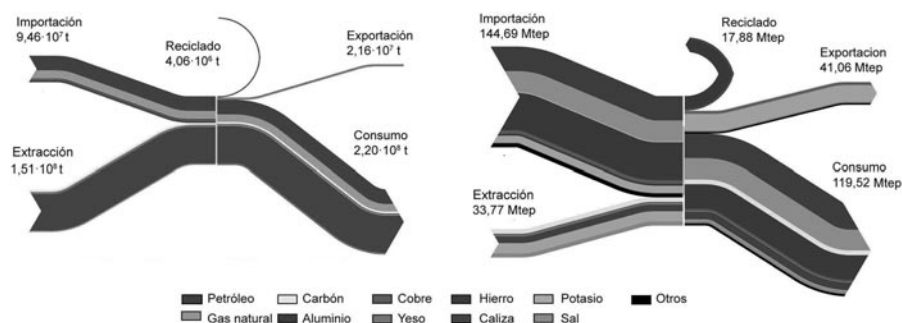 Importación
9,46·10⁷ t
Reciclado
4,06·10⁶ t
Exportación
2,16·10⁷ t
Extracción
1,51·10⁸ t
Consumo
2,20·10⁸ t
Importación
144,69 Mtep
Reciclado
17,88 Mtep
Exportacion
41,06 Mtep
Extracción
33,77 Mtep
Consumo
119,52 Mtep
Petróleo Carbón Cobre Hierro Potasio Otros
Gas natural Aluminio Yeso Caliza Sal